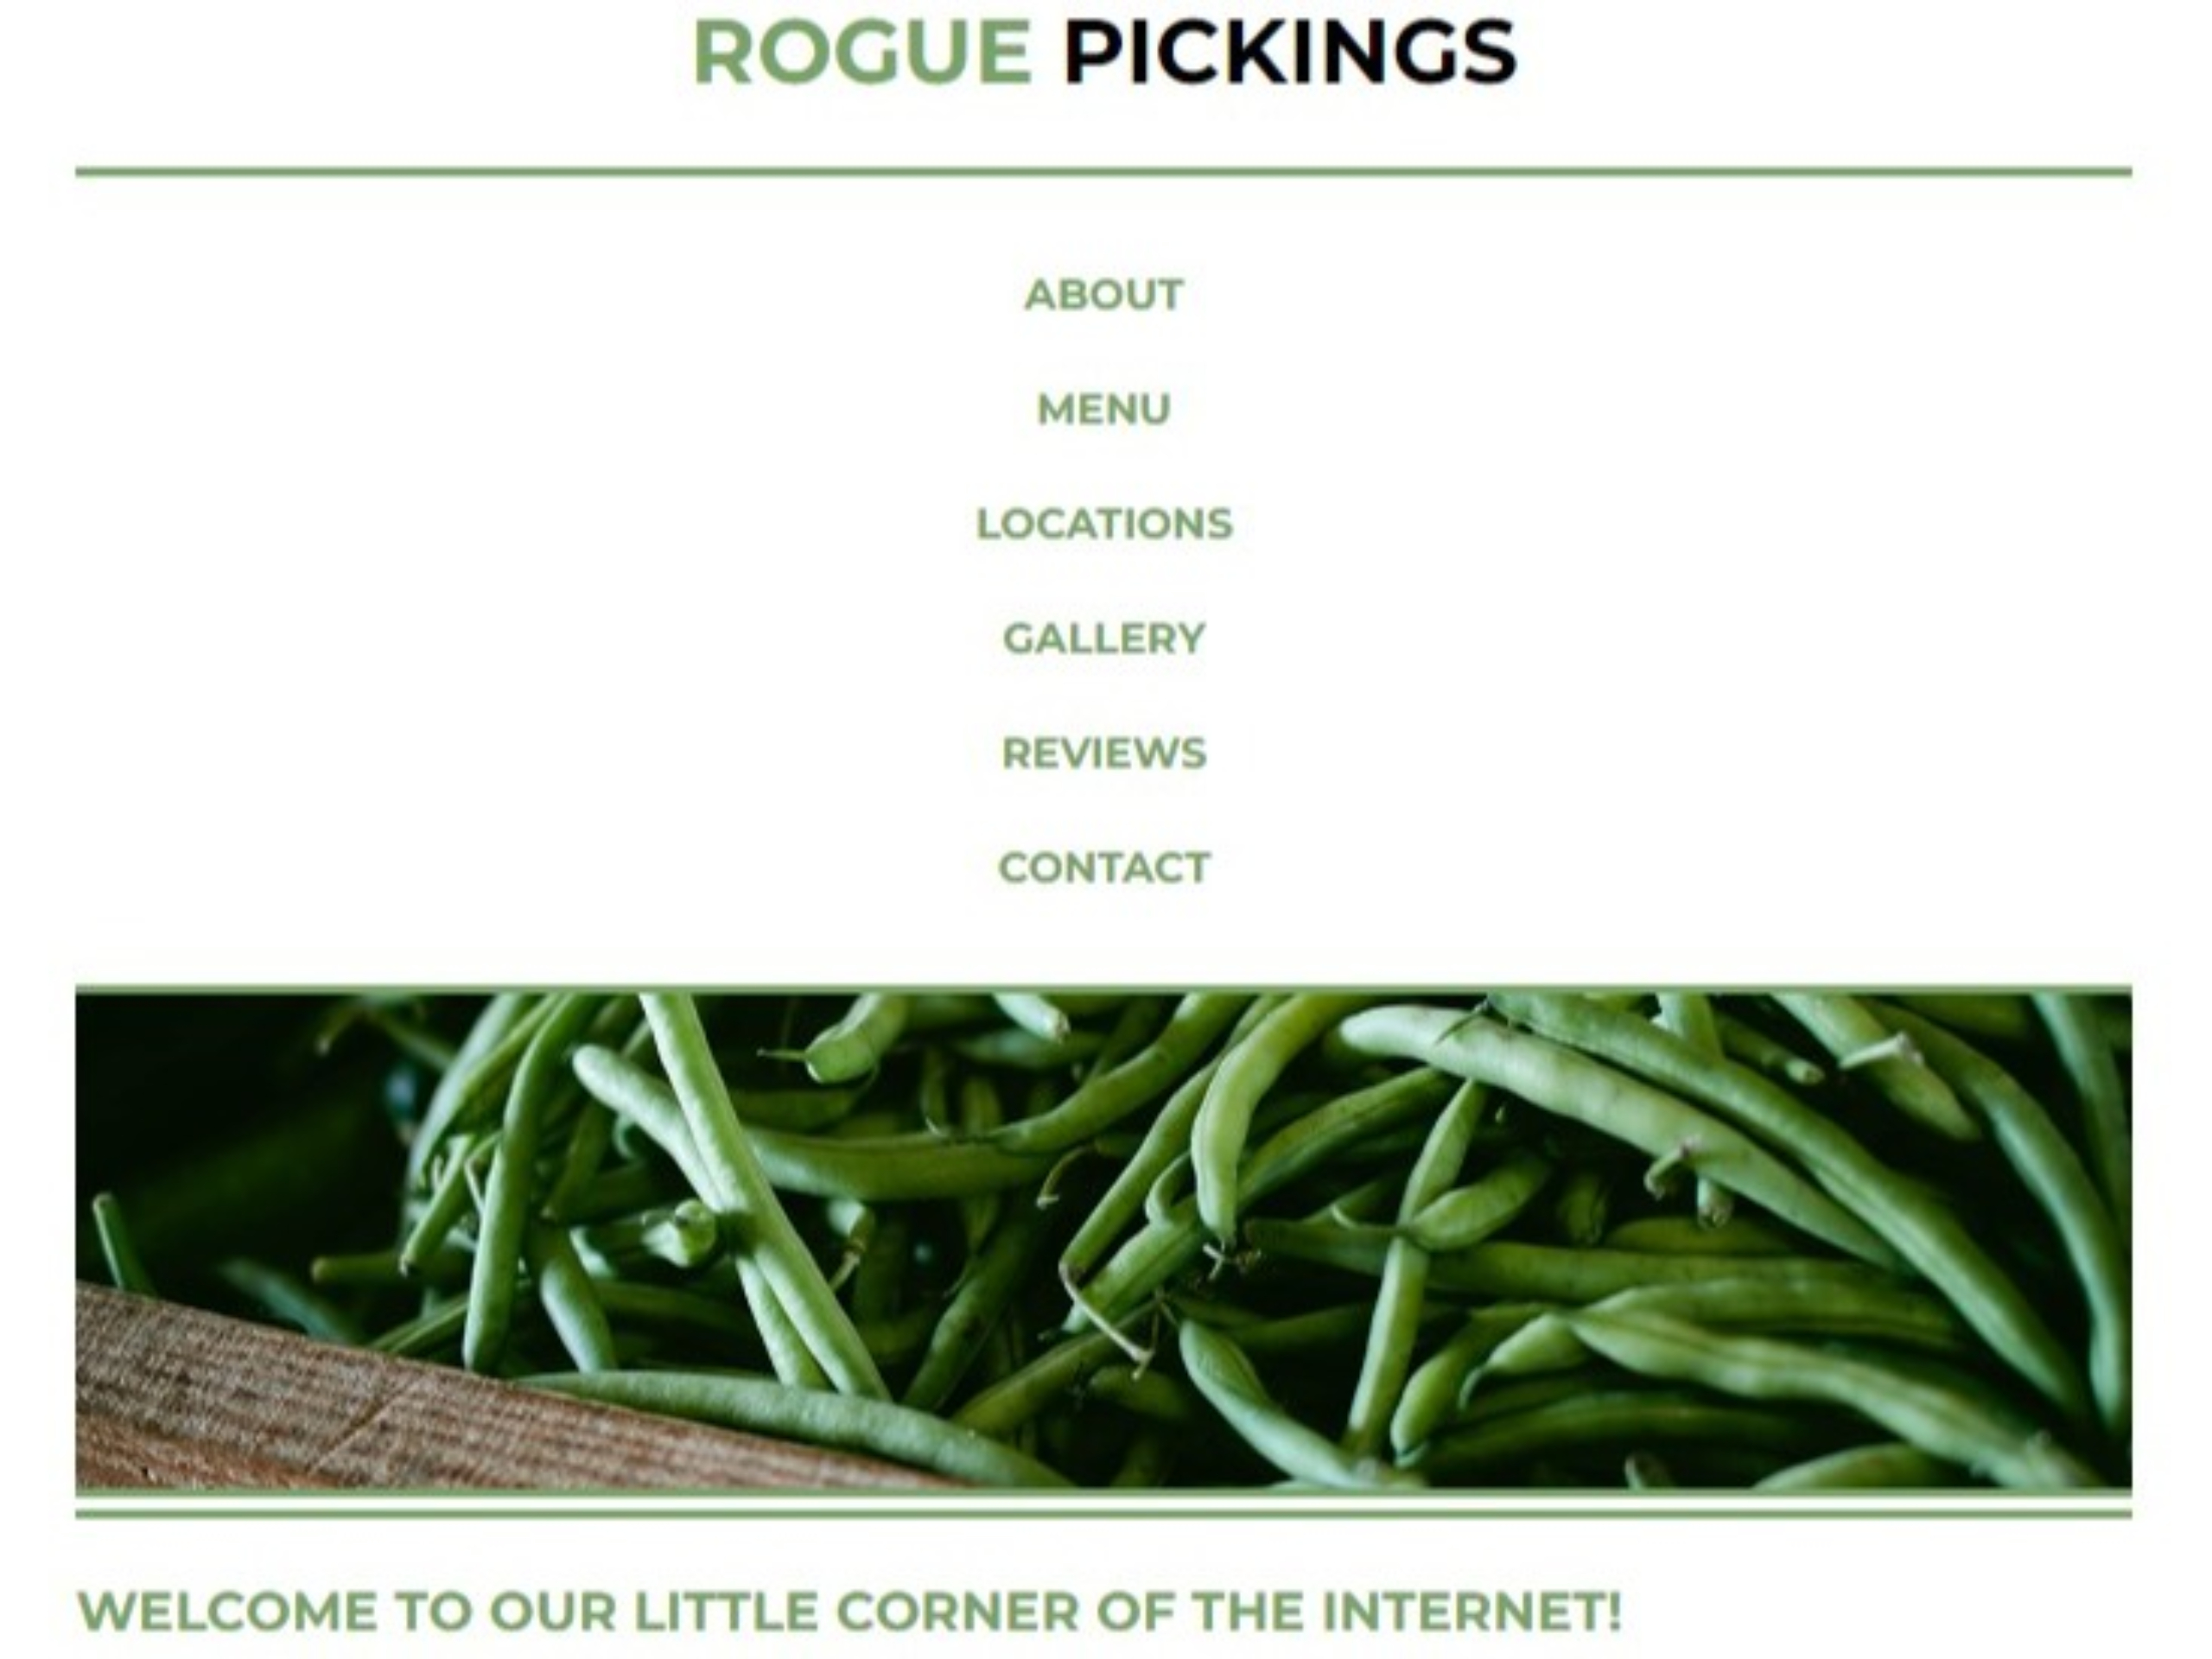 ROGUE PICKINGS
ABOUT
MENU
LOCATIONS
GALLERY
REVIEWS
CONTACT
WELCOME TO OUR LITTLE CORNER OF THE INTERNET!